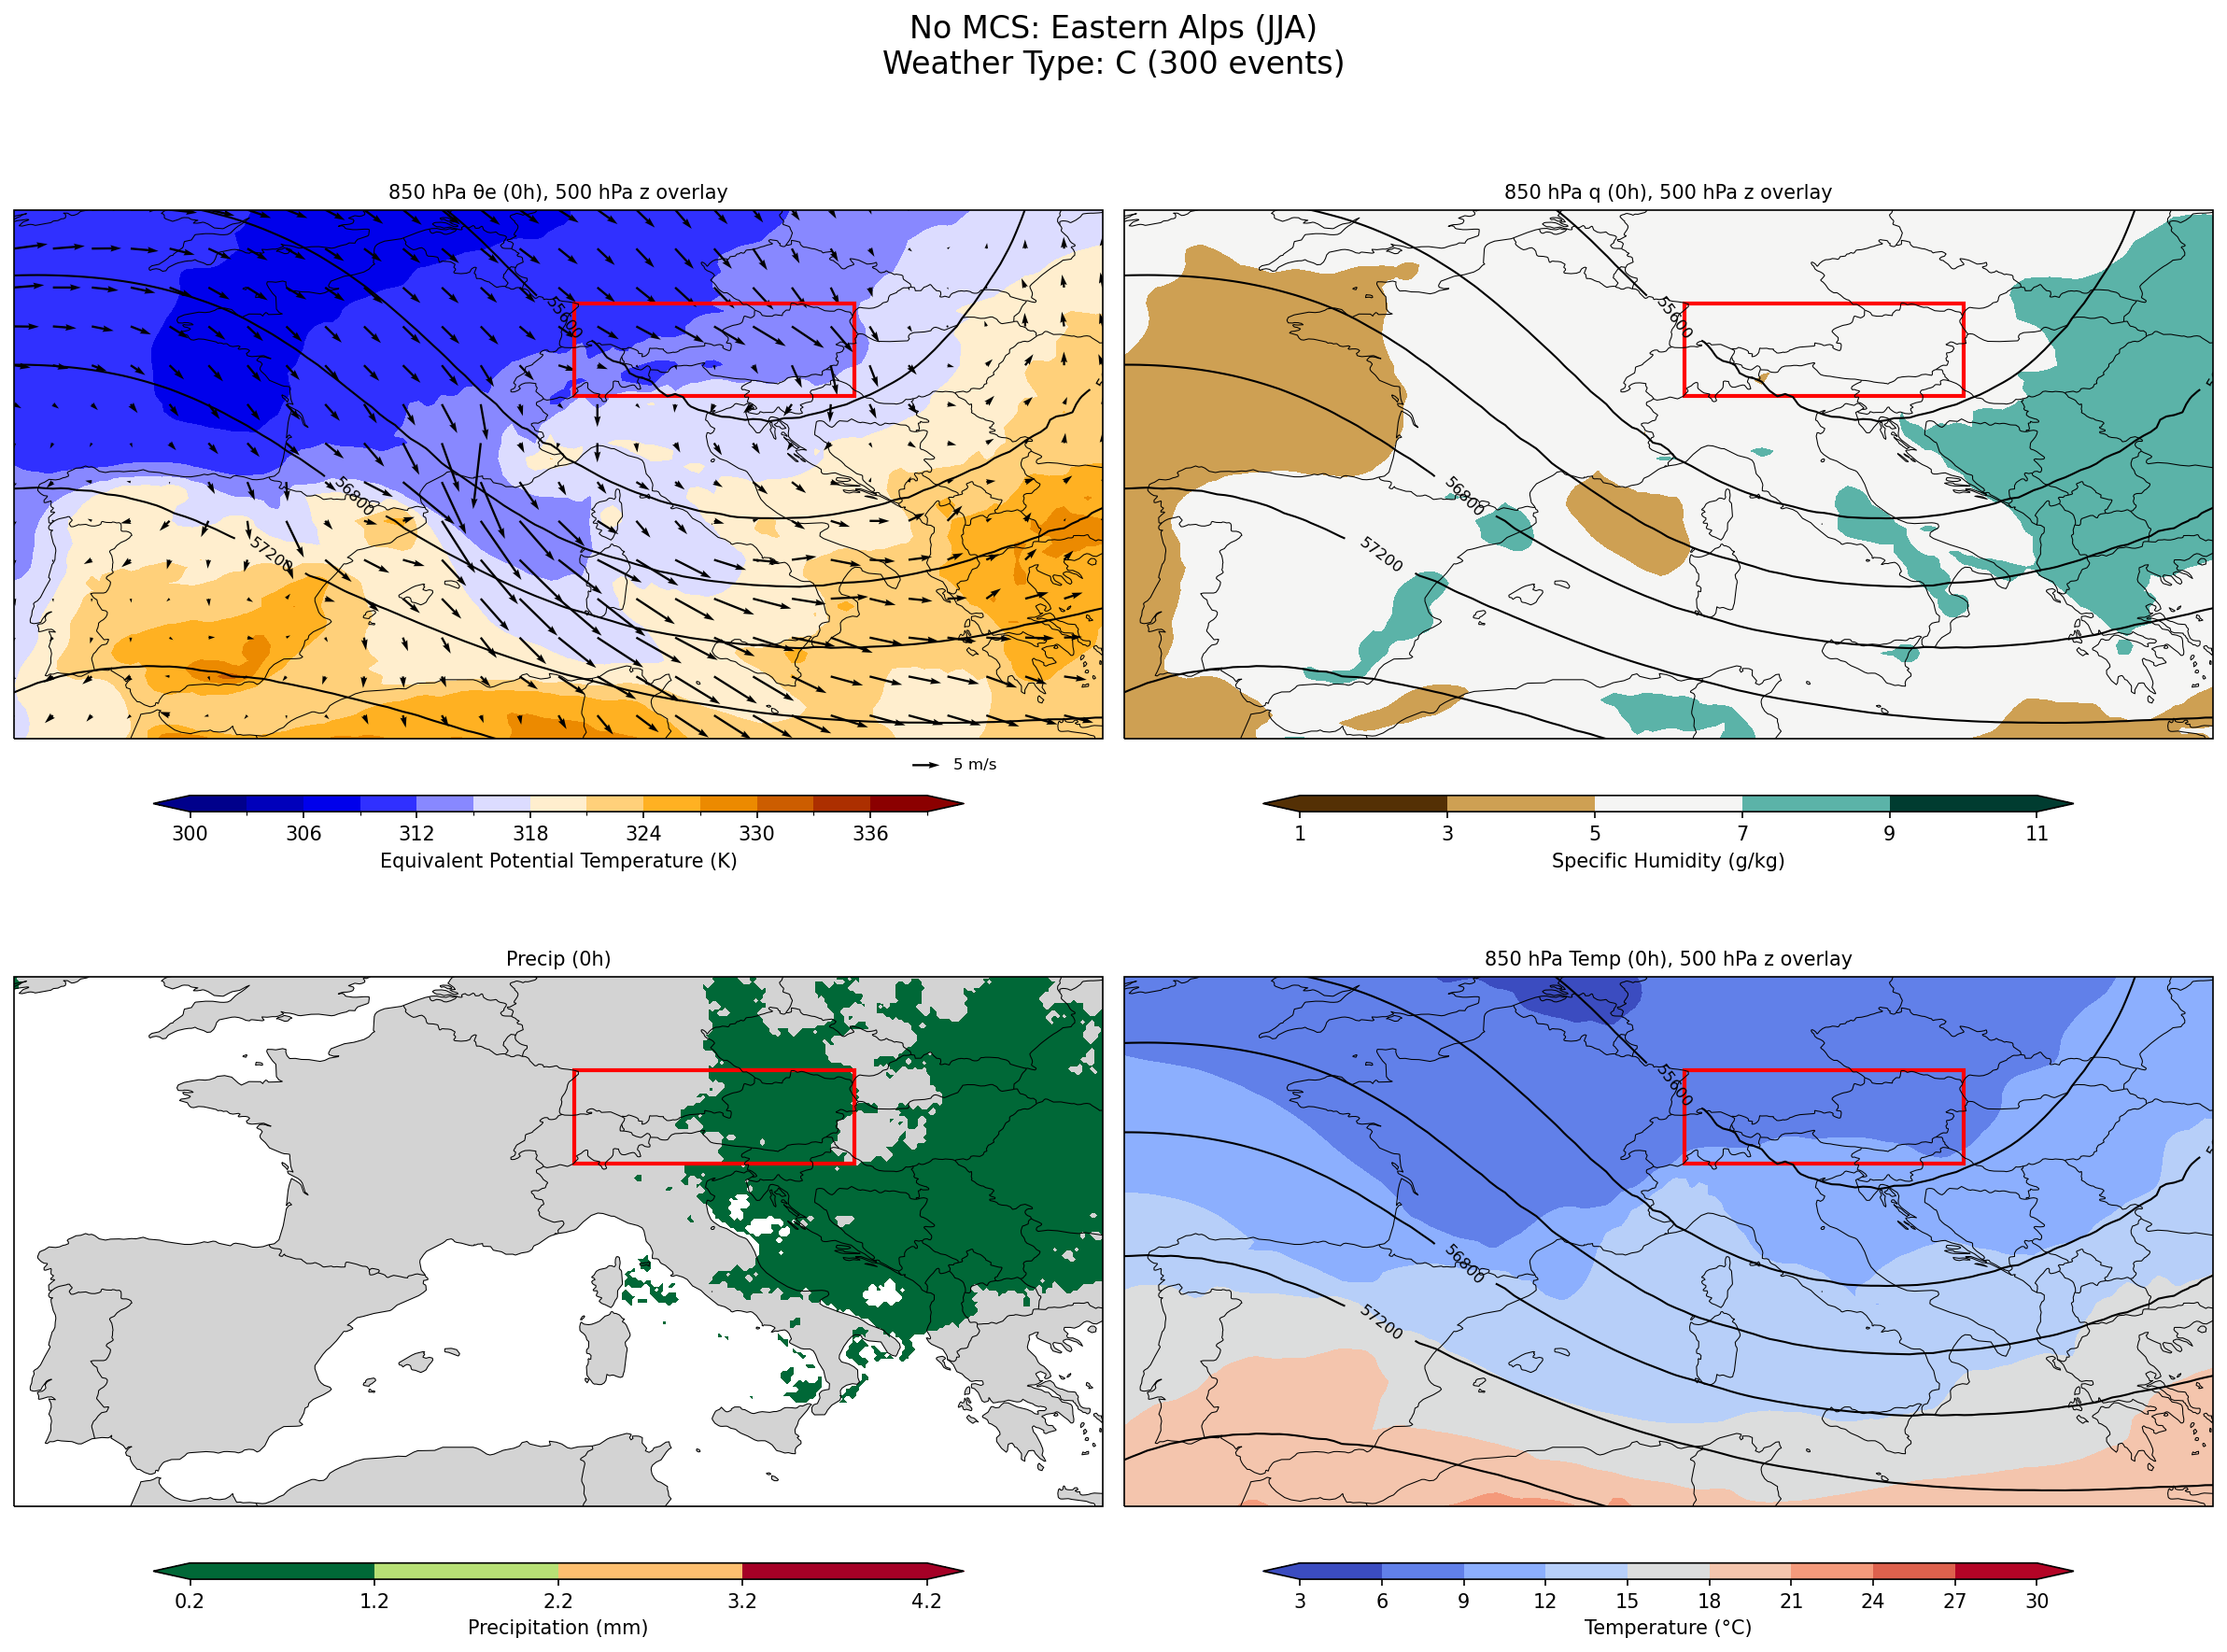 No MCS: Eastern Alps (JJA)
Weather Type: C (300 events)
850 hPa θe (0h), 500 hPa z overlay
850 hPa q (0h), 500 hPa z overlay
55600
56800
57200
55600
56800
57200
5 m/s
300 306 312 318 324 330 336
Equivalent Potential Temperature (K)
1 3 5 7 9 11
Specific Humidity (g/kg)
Precip (0h)
850 hPa Temp (0h), 500 hPa z overlay
55600
56800
57200
0.2 1.2 2.2 3.2 4.2
Precipitation (mm)
3 6 9 12 15 18 21 24 27 30
Temperature (°C)